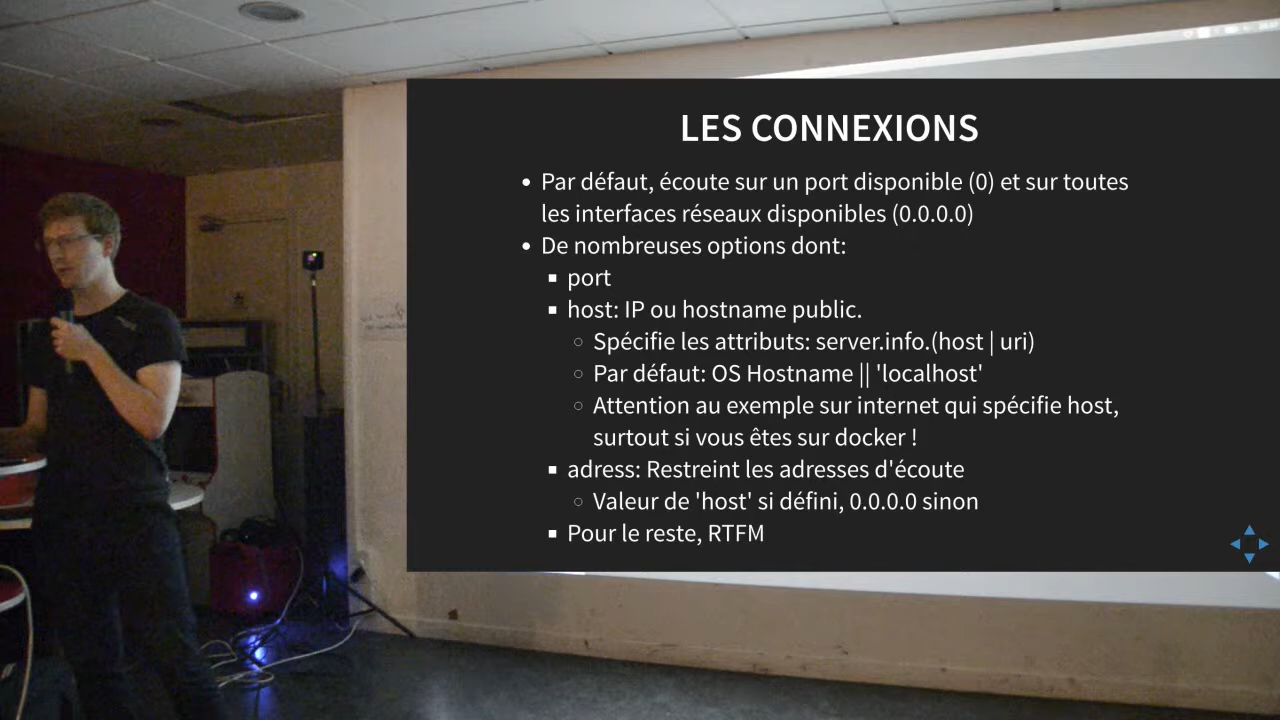 LES CONNEXIONS
Par défaut, écoute sur un port disponible (0) et sur toutes
les interfaces réseaux disponibles (0.0.0.0)
De nombreuses options dont:
port
host: IP ou hostname public.
Spécifie les attributs: server.info.(host | uri)
Par défaut: OS Hostname || 'localhost'
Attention au exemple sur internet qui spécifie host,
surtout si vous êtes sur docker !
adress: Restreint les adresses d'écoute
Valeur de 'host' si défini, 0.0.0.0 sinon
Pour le reste, RTFM